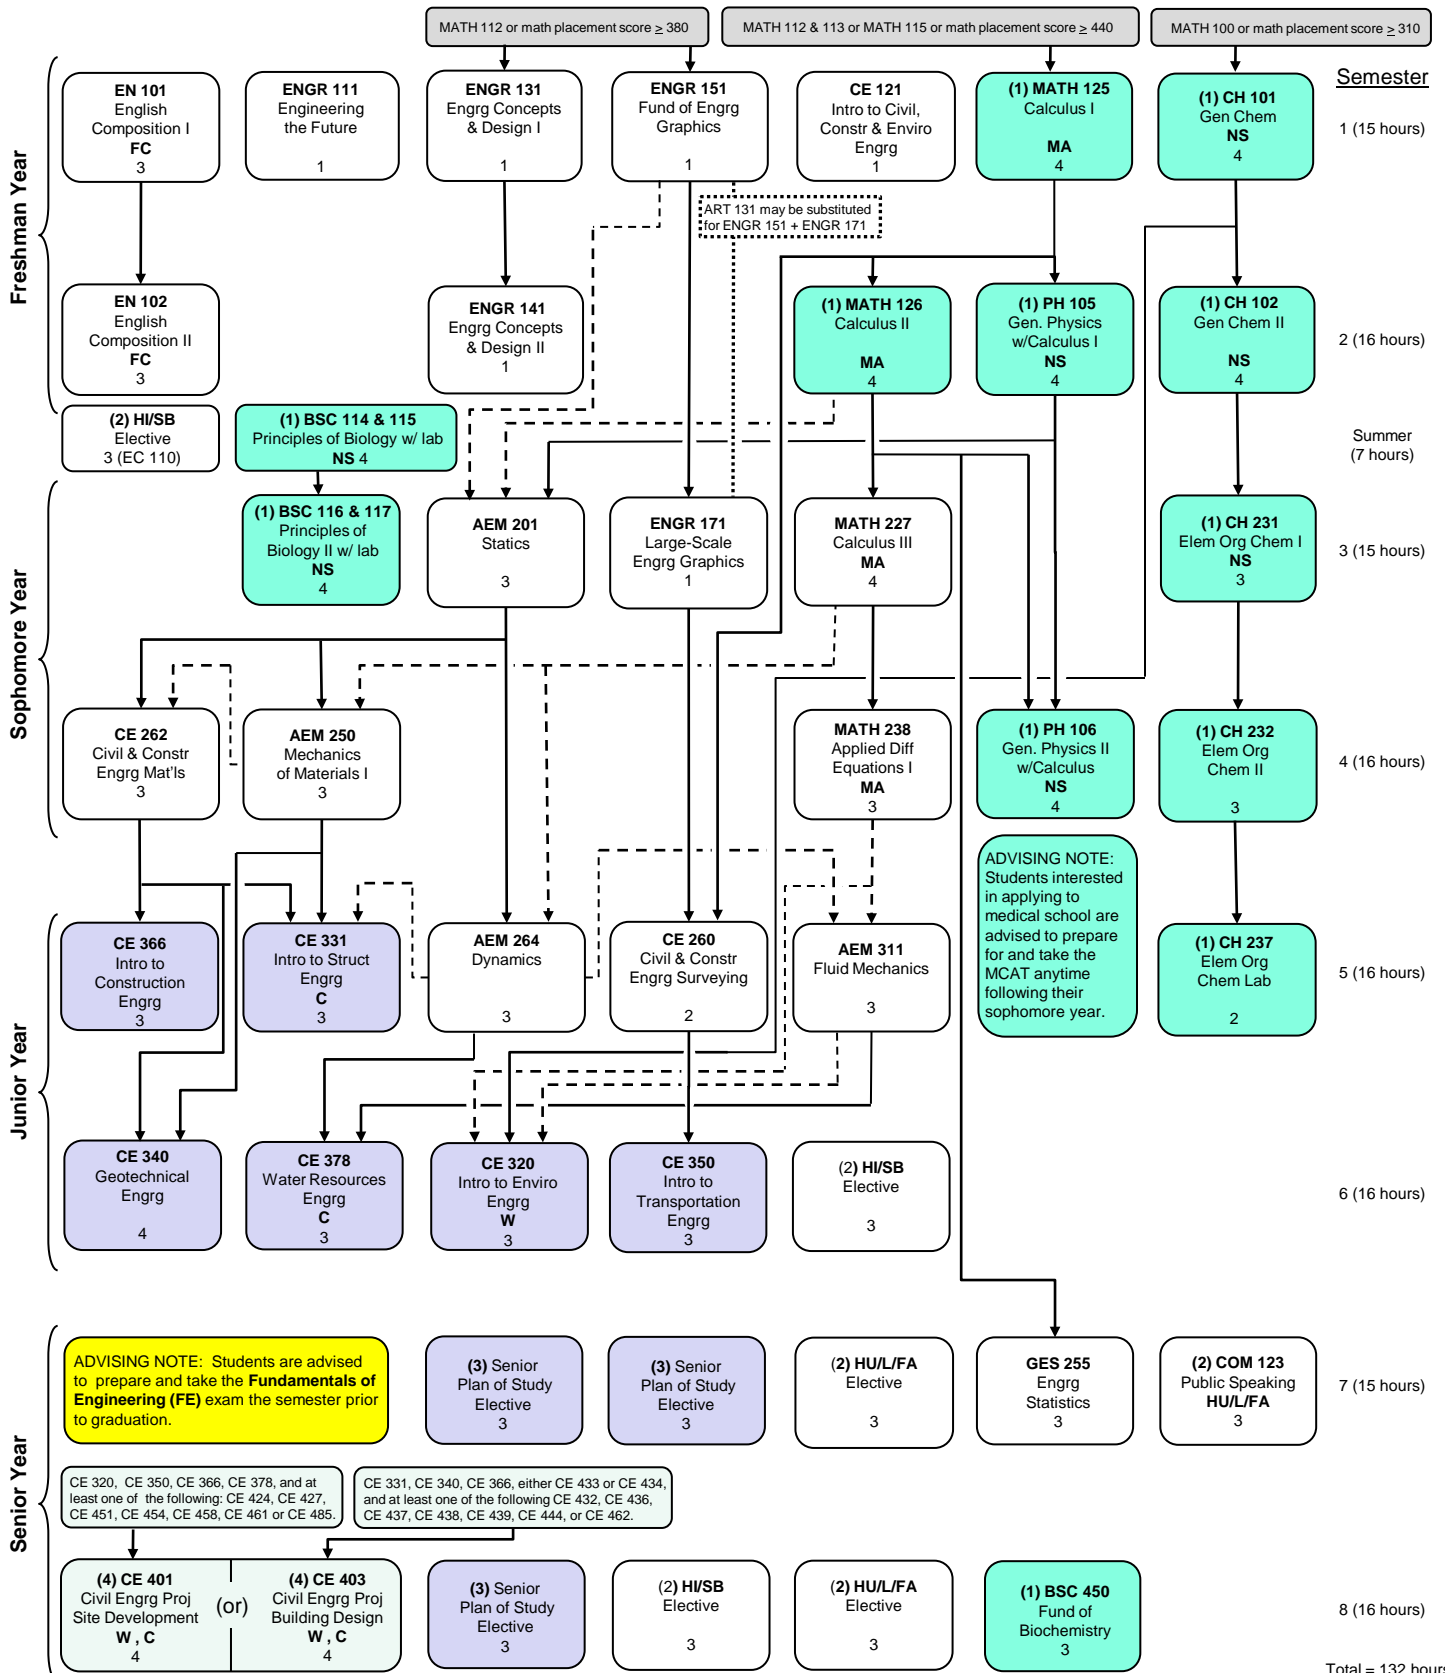 MATH 112 or math placement score ≥ 380
MATH 112 & 113 or MATH 115 or math placement score ≥ 440
MATH 100 or math placement score ≥ 310
Semester
Freshman Year
EN 101
English
Composition I
FC
3
ENGR 111
Engineering
the Future
1
ENGR 131
Engrg Concepts
& Design I
1
ENGR 151
Fund of Engrg
Graphics
1
CE 121
Intro to Civil,
Constr & Enviro
Engrg
1
(1) MATH 125
Calculus I
MA
4
(1) CH 101
Gen Chem
NS
4
1 (15 hours)
ART 131 may be substituted
for ENGR 151 + ENGR 171
EN 102
English
Composition II
FC
3
ENGR 141
Engrg Concepts
& Design II
1
(1) MATH 126
Calculus II
MA
4
(1) PH 105
Gen. Physics
w/Calculus I
NS
4
(1) CH 102
Gen Chem II
NS
4
2 (16 hours)
(2) HI/SB
Elective
3 (EC 110)
(1) BSC 114 & 115
Principles of Biology w/ lab
NS 4
Summer
(7 hours)
Sophomore Year
(1) BSC 116 & 117
Principles of
Biology II w/ lab
NS
4
AEM 201
Statics
3
ENGR 171
Large-Scale
Engrg Graphics
1
MATH 227
Calculus III
MA
4
(1) CH 231
Elem Org Chem I
NS
3
3 (15 hours)
CE 262
Civil & Constr
Engrg Mat'ls
3
AEM 250
Mechanics
of Materials I
3
MATH 238
Applied Diff
Equations I
MA
3
(1) PH 106
Gen. Physics II
w/Calculus
NS
4
(1) CH 232
Elem Org
Chem II
3
4 (16 hours)
ADVISING NOTE:
Students interested
in applying to
medical school are
advised to prepare
for and take the
MCAT anytime
following their
sophomore year.
Junior Year
CE 366
Intro to
Construction
Engrg
3
CE 331
Intro to Struct
Engrg
C
3
AEM 264
Dynamics
3
CE 260
Civil & Constr
Engrg Surveying
2
AEM 311
Fluid Mechanics
3
(1) CH 237
Elem Org
Chem Lab
2
5 (16 hours)
CE 340
Geotechnical
Engrg
4
CE 378
Water Resources
Engrg
C
3
CE 320
Intro to Enviro
Engrg
W
3
CE 350
Intro to
Transportation
Engrg
3
(2) HI/SB
Elective
3
6 (16 hours)
Senior Year
ADVISING NOTE: Students are advised
to prepare and take the Fundamentals of
Engineering (FE) exam the semester prior
to graduation.
(3) Senior
Plan of Study
Elective
3
(3) Senior
Plan of Study
Elective
3
(2) HU/L/FA
Elective
3
GES 255
Engrg
Statistics
3
(2) COM 123
Public Speaking
HU/L/FA
3
7 (15 hours)
CE 320, CE 350, CE 366, CE 378, and at
least one of the following: CE 424, CE 427,
CE 451, CE 454, CE 458, CE 461 or CE 485.
CE 331, CE 340, CE 366, either CE 433 or CE 434,
and at least one of the following CE 432, CE 436,
CE 437, CE 438, CE 439, CE 444, or CE 462.
(4) CE 401
Civil Engrg Proj
Site Development
W , C
4
(or)
(4) CE 403
Civil Engrg Proj
Building Design
W , C
4
(3) Senior
Plan of Study
Elective
3
(2) HI/SB
Elective
3
(2) HU/L/FA
Elective
3
(1) BSC 450
Fund of
Biochemistry
3
8 (16 hours)
Total = 132 hours